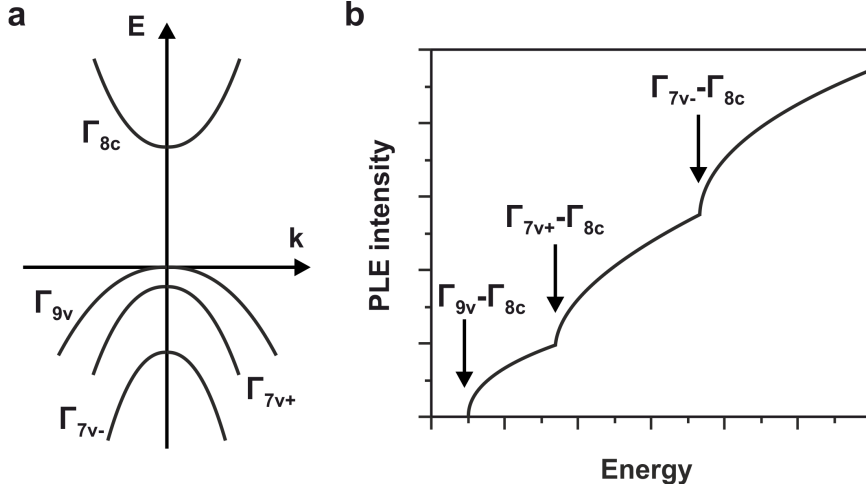 a
E
Γ8c
k
Γ9v
Γ7v+
Γ7v-
b
PLE intensity
Γ9v-Γ8c
Γ7v+-Γ8c
Γ7v--Γ8c
Energy